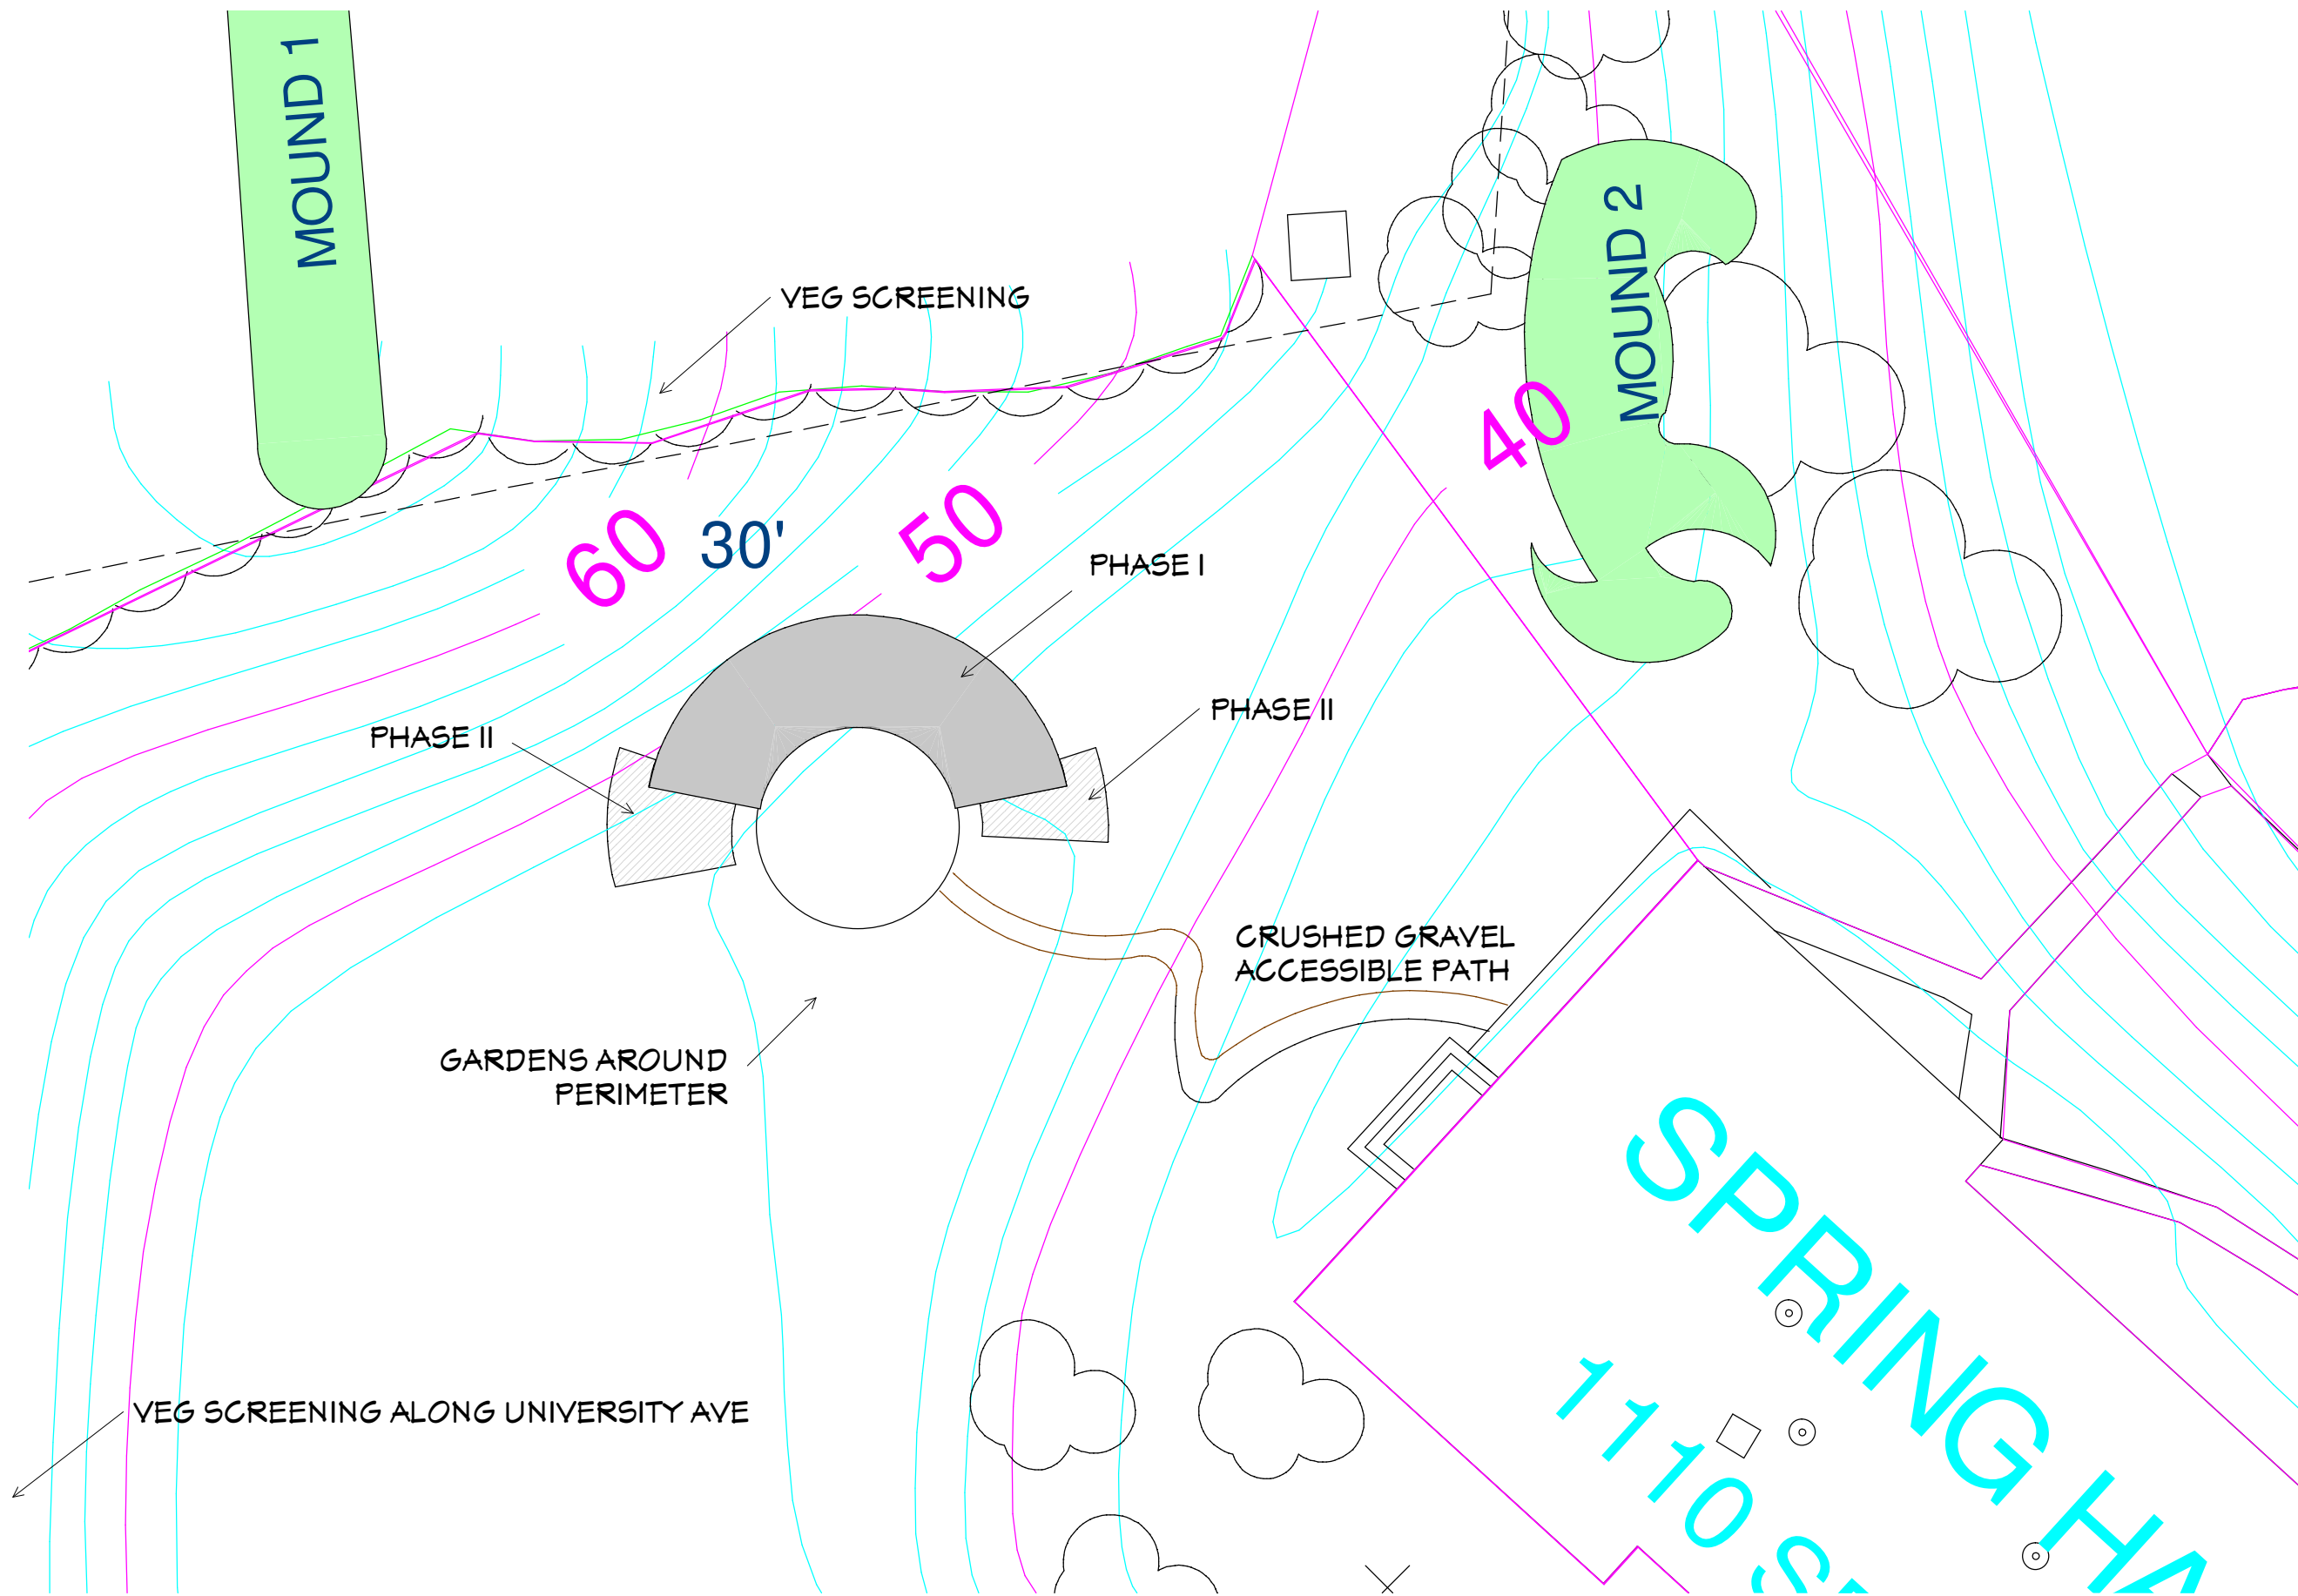 MOUND 1
MOUND 2
VEG SCREENING
40
60
30'
50
PHASE I
PHASE II
PHASE II
CRUSHED GRAVEL
ACCESSIBLE PATH
GARDENS AROUND
PERIMETER
SPRING
1110
VEG SCREENING ALONG UNIVERSITY AVE